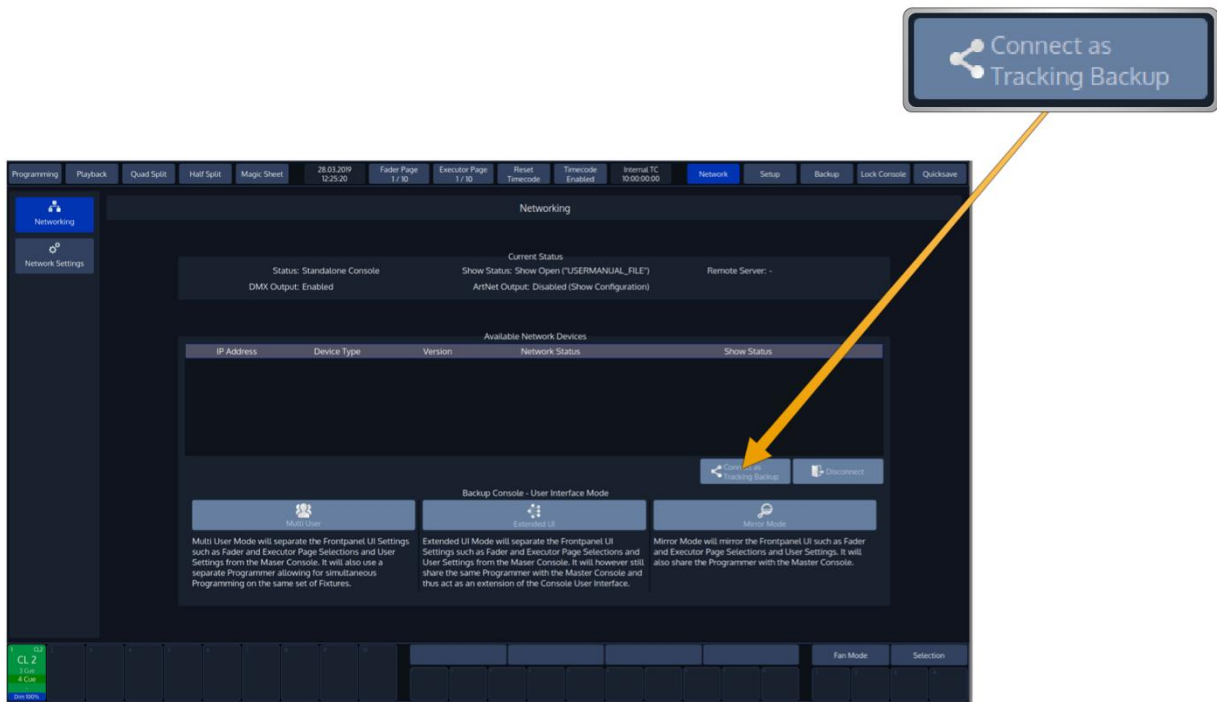 Connect as
Tracking Backup
Programming Playback Quad Split Half Split Magic Sheet 28.03.2019 Fader Page Executor Page Reset Timecode Internal TC Network Setup Backup Lock Console Quicksave
12:25:20 1 / 10 1 / 10 Timecode Enabled 10:00:00:00
Networking
Networking
Network Settings
Current Status
Status: Standalone Console Show Status: Show Open ("USERMANUAL_FILE") Remote Server: -
DMX Output: Enabled ArtNet Output: Disabled (Show Configuration)
Available Network Devices
IP Address Device Type Version Network Status Show Status
Connect as
Tracking Backup
Disconnect
Backup Console - User Interface Mode
Multi User Extended UI Mirror Mode
Multi User Mode will separate the Frontpanel UI Settings
such as Fader and Executor Page Selections and User
Settings from the Maser Console. It will also use a
separate Programmer allowing for simultaneous
Programming on the same set of Fixtures.
Extended UI Mode will separate the Frontpanel UI
Settings such as Fader and Executor Page Selections and
User Settings from the Maser Console. It will however still
share the same Programmer with the Master Console and
thus act as an extension of the Console User Interface.
Mirror Mode will mirror the Frontpanel UI such as Fader
and Executor Page Selections and User Settings. It will
also share the Programmer with the Master Console.
1 CL2
CL 2
3 Cue
4 Cue
-
Dim 100%
Fan Mode Selection